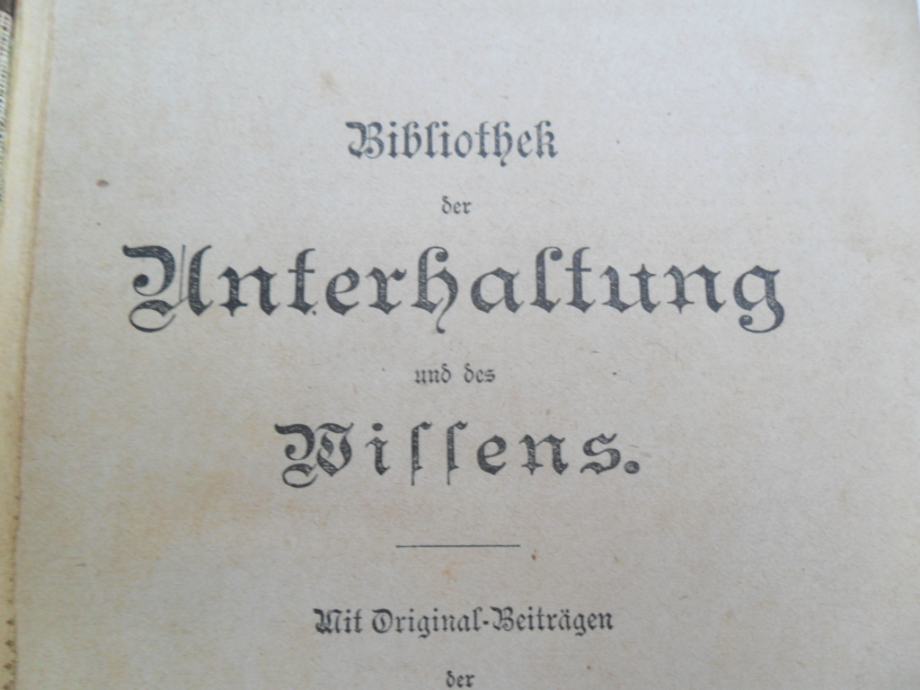 Bibliothek
der
Unterhaltung
und des
Wiſſens.
Mit Original-Beiträgen
der